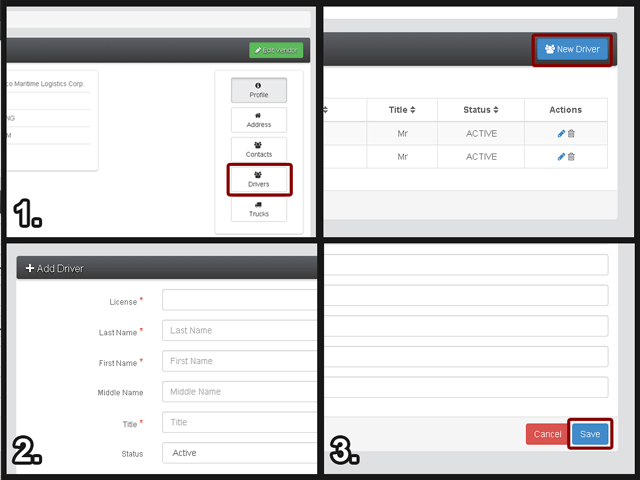 Edit Vendor
co Maritime Logistics Corp.
NG
M
Profile
Address
Contacts
Drivers
Trucks
1.
New Driver
Title Status Actions
Mr ACTIVE
Mr ACTIVE
Add Driver
License *
Last Name * Last Name
First Name * First Name
Middle Name Middle Name
Title * Title
Status Active
2.
Cancel Save
3.